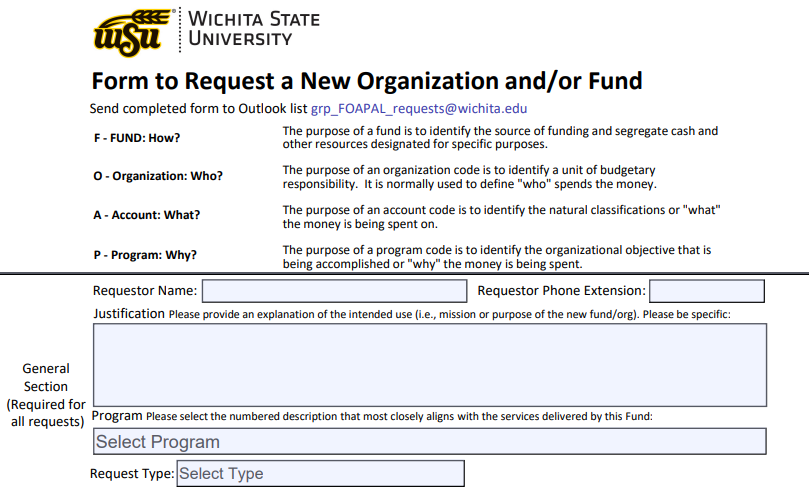 WSU
WICHITA STATE
UNIVERSITY
Form to Request a New Organization and/or Fund
Send completed form to Outlook list grp_FOAPAL_requests@wichita.edu
F - FUND: How?
The purpose of a fund is to identify the source of funding and segregate cash and
other resources designated for specific purposes.
O - Organization: Who?
The purpose of an organization code is to identify a unit of budgetary
responsibility. It is normally used to define "who" spends the money.
A - Account: What?
The purpose of an account code is to identify the natural classifications or "what"
the money is being spent on.
P - Program: Why?
The purpose of a program code is to identify the organizational objective that is
being accomplished or "why" the money is being spent.
Requestor Name:
Requestor Phone Extension:
Justification Please provide an explanation of the intended use (i.e., mission or purpose of the new fund/org). Please be specific:
General
Section
(Required for
all requests)
Program Please select the numbered description that most closely aligns with the services delivered by this Fund:
Select Program
Request Type: Select Type